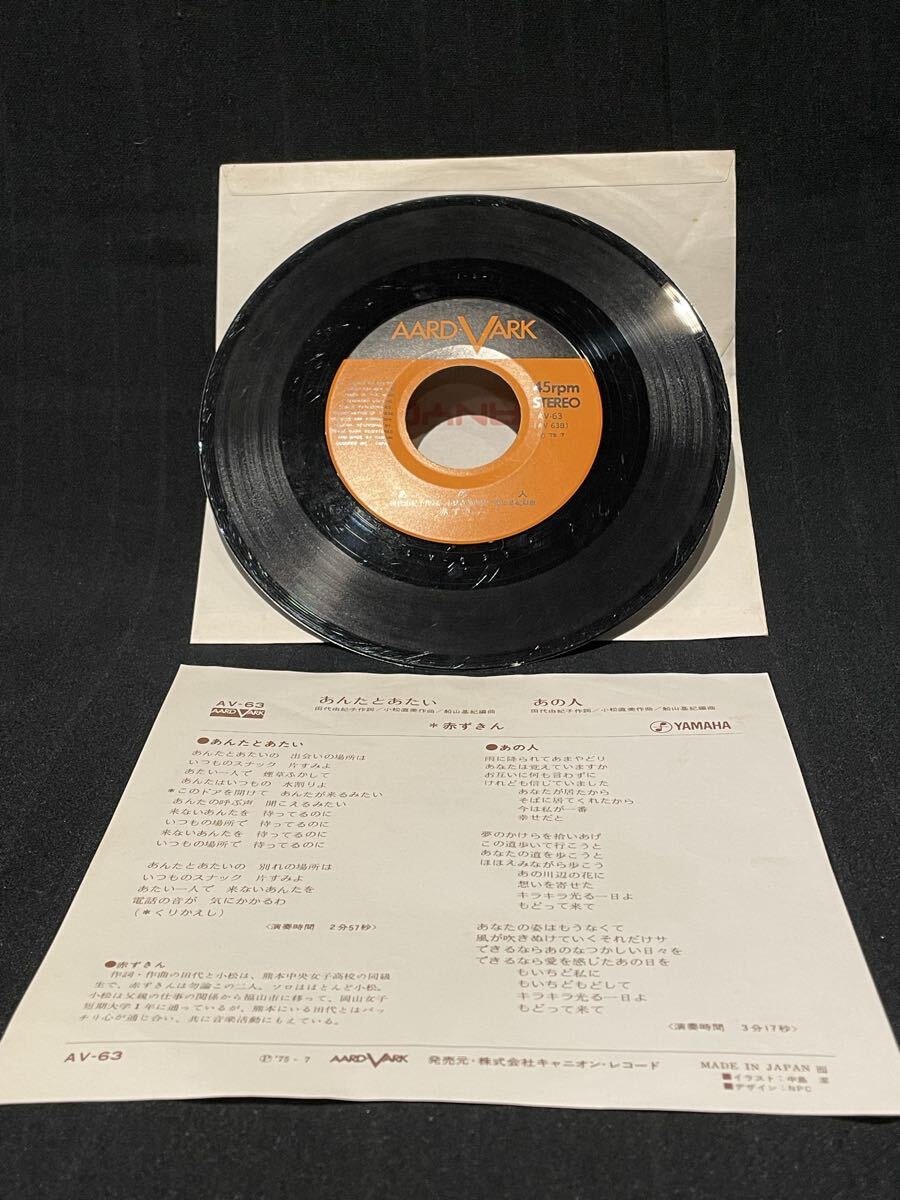 AARD-VARK
45rpm
STEREO
AV-63
(AV 63B)
Ⓟ '75 7
あの人
赤ずきん
AV-63
AARD VARK
あんたとあたい
田代由紀子作詞/小松直美作曲/船山基紀編曲
あの人
田代由紀子作詞/小松直美作曲/船山基紀編曲
*赤ずきん
YAMAHA
●あんたとあたい
あんたとあたいの 出会いの場所は
いつものスナック 片すみよ
あたい一人で 煙草ふかして
あんたはいつもの 水割りよ
*このドアを開けて あんたが来るみたい
あんたの呼ぶ声 聞こえるみたい
来ないあんたを 待ってるのに
いつもの場所で 待ってるのに
来ないあんたを 待ってるのに
いつもの場所で 待ってるのに
あんたとあたいの 別れの場所は
いつものスナック 片すみよ
あたい一人で 来ないあんたを
電話の音が 気にかかるわ
(*くりかえし)
〈演奏時間 2分57秒〉
●赤ずきん
作詞・作曲の田代と小松は、熊本中央女子高校の同級
生で、赤ずきんは勿論この二人。ソロはほとんど小松。
小松は父親の仕事の関係から福山市に移って、岡山女子
短期大学1年に通っているが、熊本にいる田代とはバッ
チリ心が通じ合い、共に音楽活動にもえている。
●あの人
雨に降られてあまやどり
あなたは覚えていますか
お互いに何も言わずに
けれども信じていました
あなたが居たから
そばに居てくれたから
今は私が一番
幸せだと
夢のかけらを拾いあげ
この道歩いて行こうと
あなたの道を歩こうと
ほほえみながら歩こう
あの川辺の花に
想いを寄せた
キラキラ光る一日よ
もどって来て
あなたの姿はもうなくて
風が吹きぬけていくそれだけサ
できるならあのなつかしい日々を
できるなら愛を感じたあの日を
もいちど私に
もいちどもどして
キラキラ光る一日よ
もどって来て
〈演奏時間 3分17秒〉
AV-63
Ⓟ '75-7
AARD VARK
発売元・株式会社キャニオン・レコード
MADE IN JAPAN
■イラスト:中島 潔
■デザイン:NPC